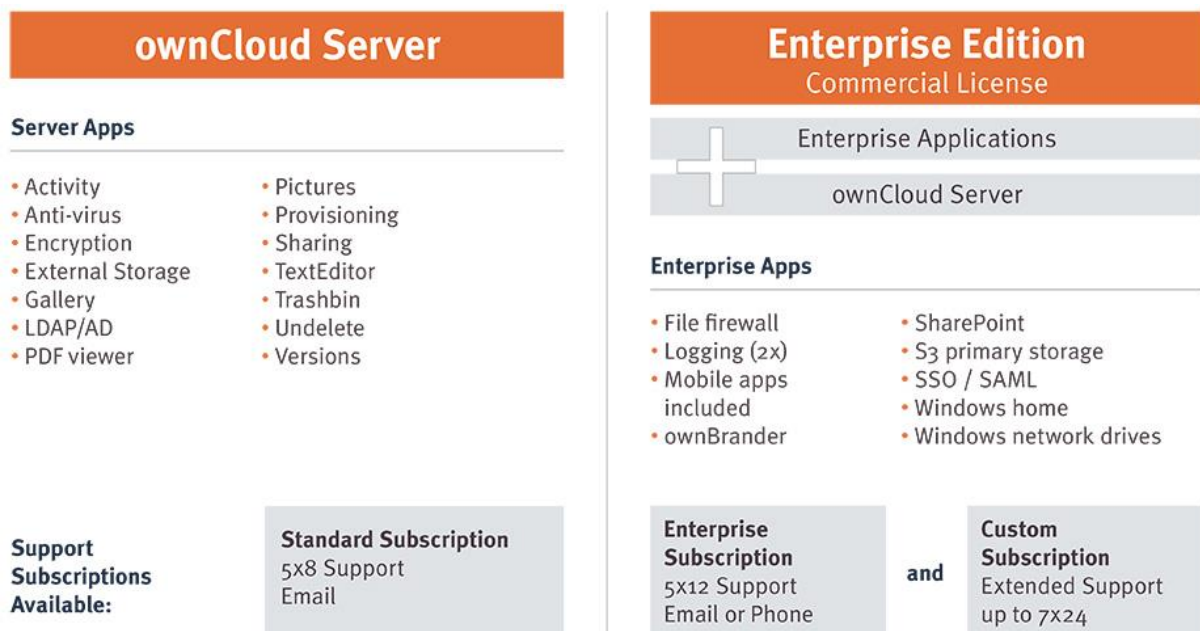 ownCloud Server
Server Apps
• Activity
• Anti-virus
• Encryption
• External Storage
• Gallery
• LDAP/AD
• PDF viewer
• Pictures
• Provisioning
• Sharing
• TextEditor
• Trashbin
• Undelete
• Versions
Support
Subscriptions
Available:
Standard Subscription
5x8 Support
Email
Enterprise Edition
Commercial License
Enterprise Applications
ownCloud Server
Enterprise Apps
• File firewall
• Logging (2x)
• Mobile apps
included
• ownBrander
• SharePoint
• S3 primary storage
• SSO / SAML
• Windows home
• Windows network drives
Enterprise
Subscription
5x12 Support
Email or Phone
and
Custom
Subscription
Extended Support
up to 7x24